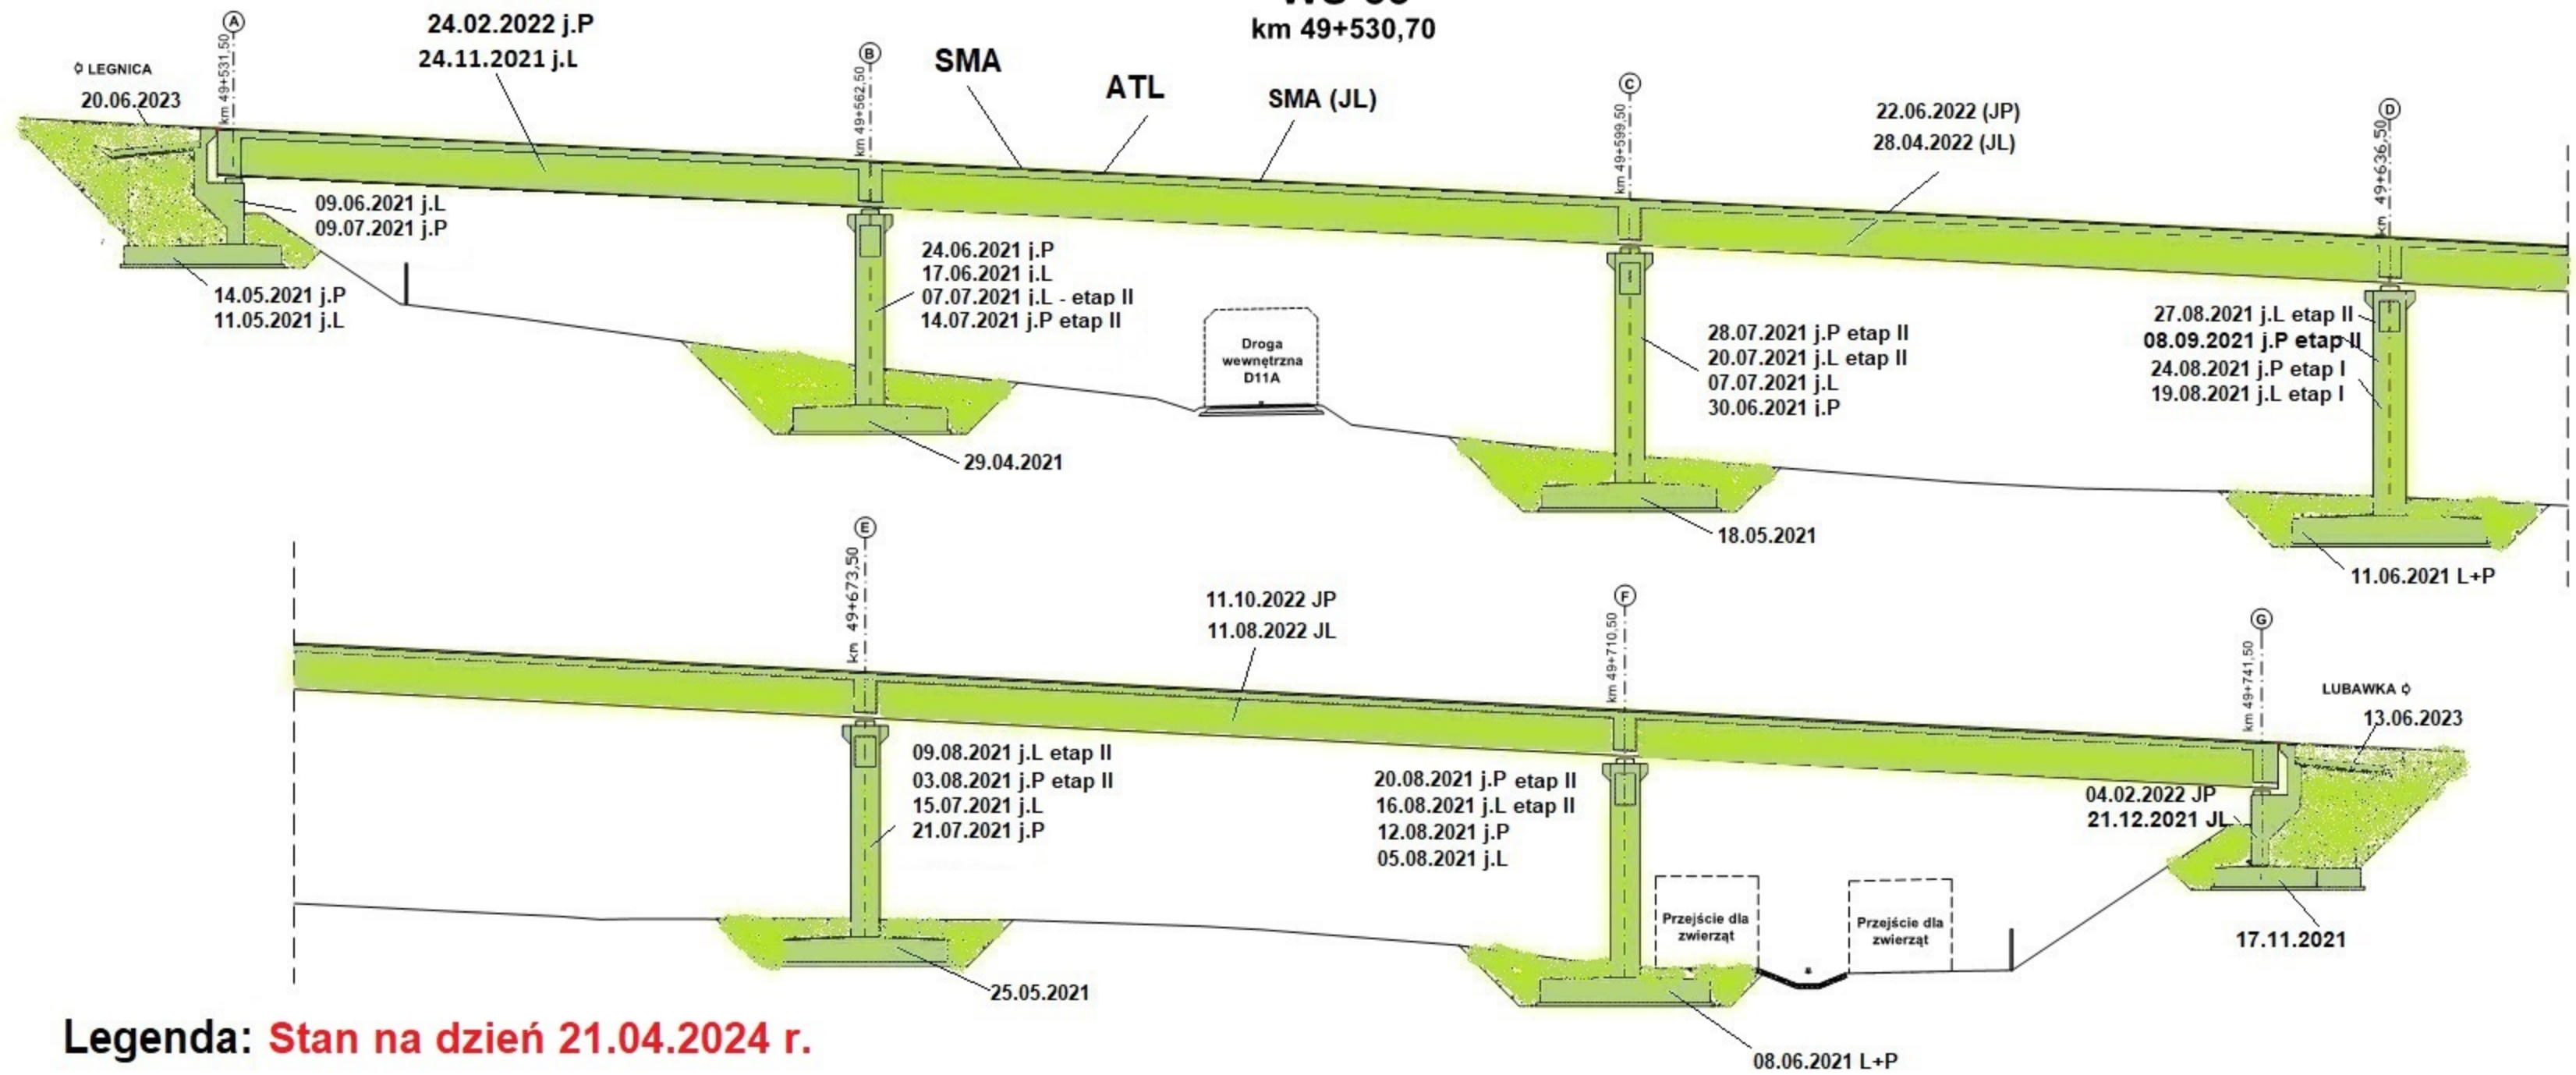 km 49+530,70
A
24.02.2022 j.P
24.11.2021 j.L
LEGNICA
20.06.2023
km 49+531,50
B
km 49+562,50
SMA
ATL
SMA (JL)
C
km 49+599,50
22.06.2022 (JP)
28.04.2022 (JL)
D
km 49+636,50
09.06.2021 j.L
09.07.2021 j.P
14.05.2021 j.P
11.05.2021 j.L
24.06.2021 j.P
17.06.2021 j.L
07.07.2021 j.L - etap II
14.07.2021 j.P etap II
29.04.2021
Droga
wewnętrzna
D11A
28.07.2021 j.P etap II
20.07.2021 j.L etap II
07.07.2021 j.L
30.06.2021 j.P
18.05.2021
27.08.2021 j.L etap II
08.09.2021 j.P etap II
24.08.2021 j.P etap I
19.08.2021 j.L etap I
11.06.2021 L+P
E
km 49+673,50
11.10.2022 JP
11.08.2022 JL
F
km 49+710,50
G
km 49+741,50
LUBAWKA
13.06.2023
09.08.2021 j.L etap II
03.08.2021 j.P etap II
15.07.2021 j.L
21.07.2021 j.P
25.05.2021
20.08.2021 j.P etap II
16.08.2021 j.L etap II
12.08.2021 j.P
05.08.2021 j.L
Przejście dla
zwierząt
Przejście dla
zwierząt
08.06.2021 L+P
04.02.2022 JP
21.12.2021 JL
17.11.2021
Legenda: Stan na dzień 21.04.2024 r.